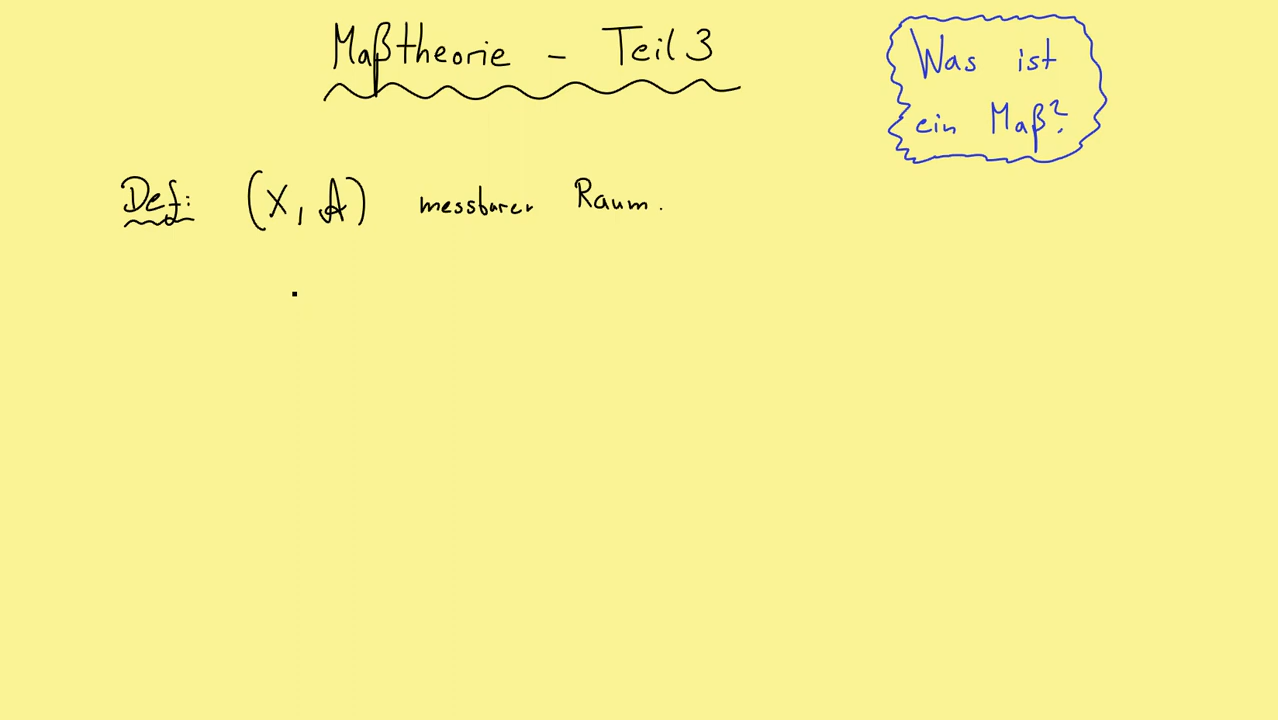 Maßtheorie - Teil 3
Was ist
ein Maß?
Def: (X, A) messbarer Raum.